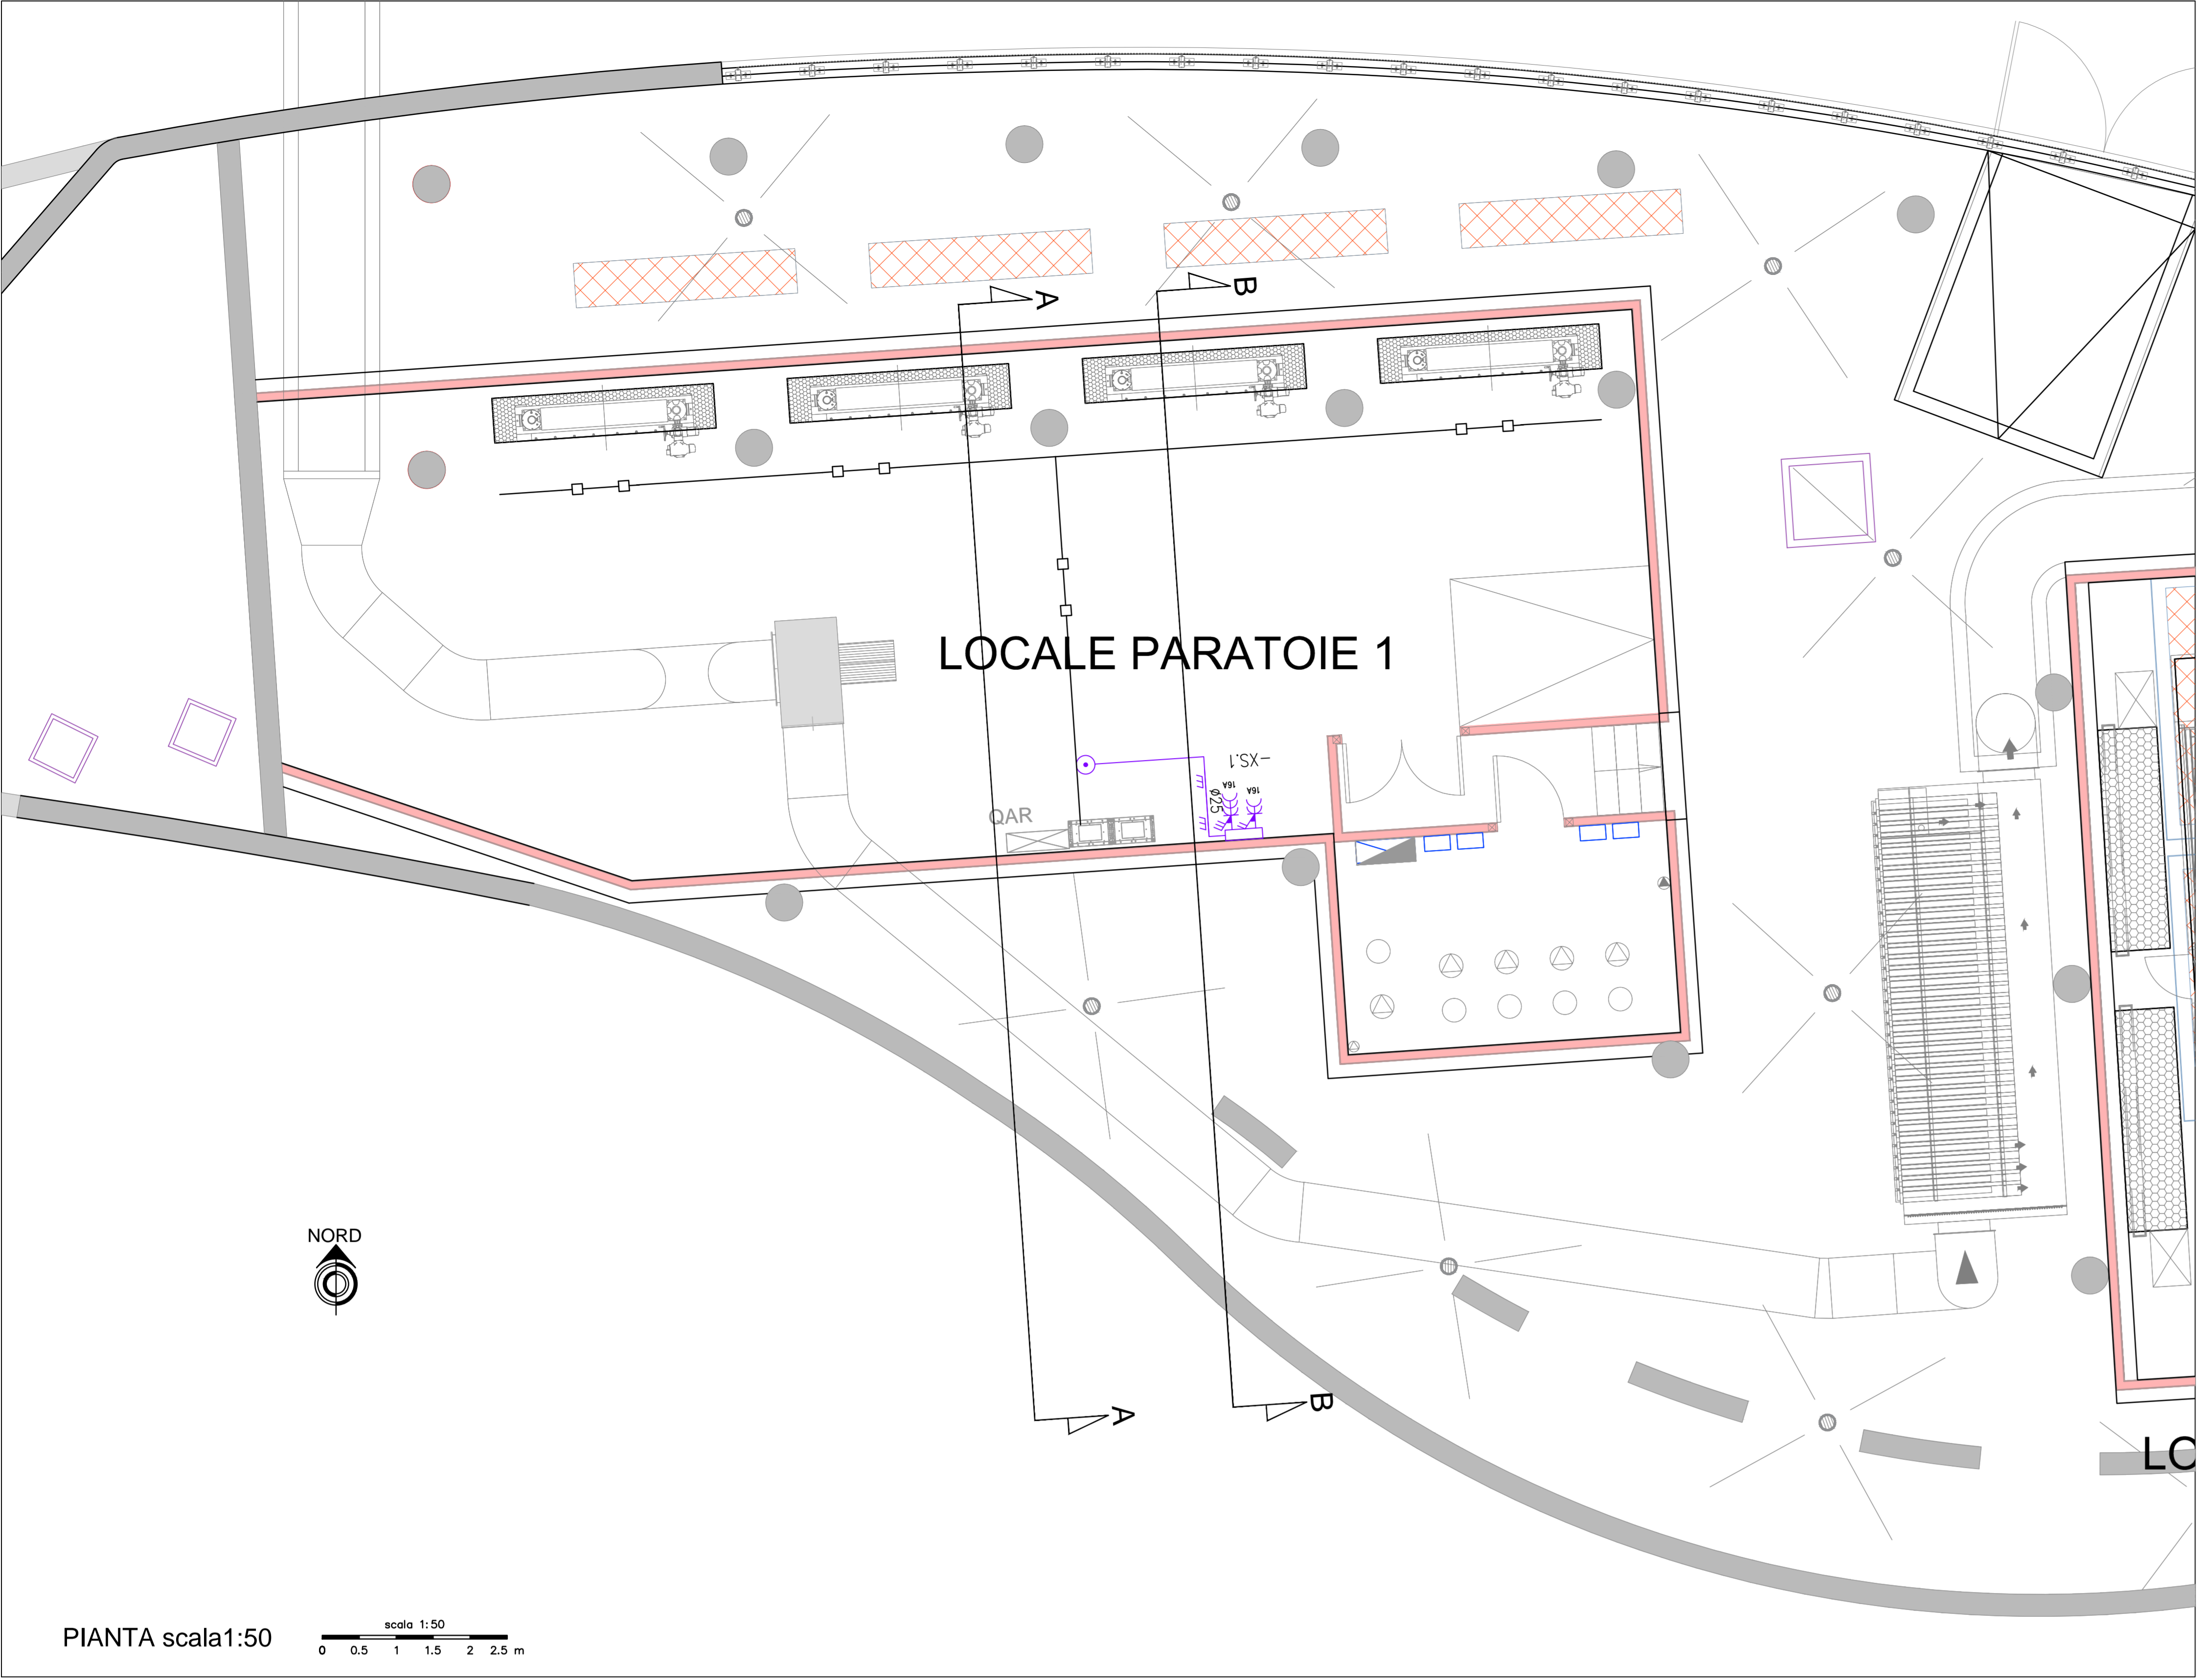 A
B
LOCALE PARATOIE 1
-XS.1
16A
16A
ø25
QAR
NORD
A
B
LO
PIANTA scala1:50
scala 1:50
0 0.5 1 1.5 2 2.5 m